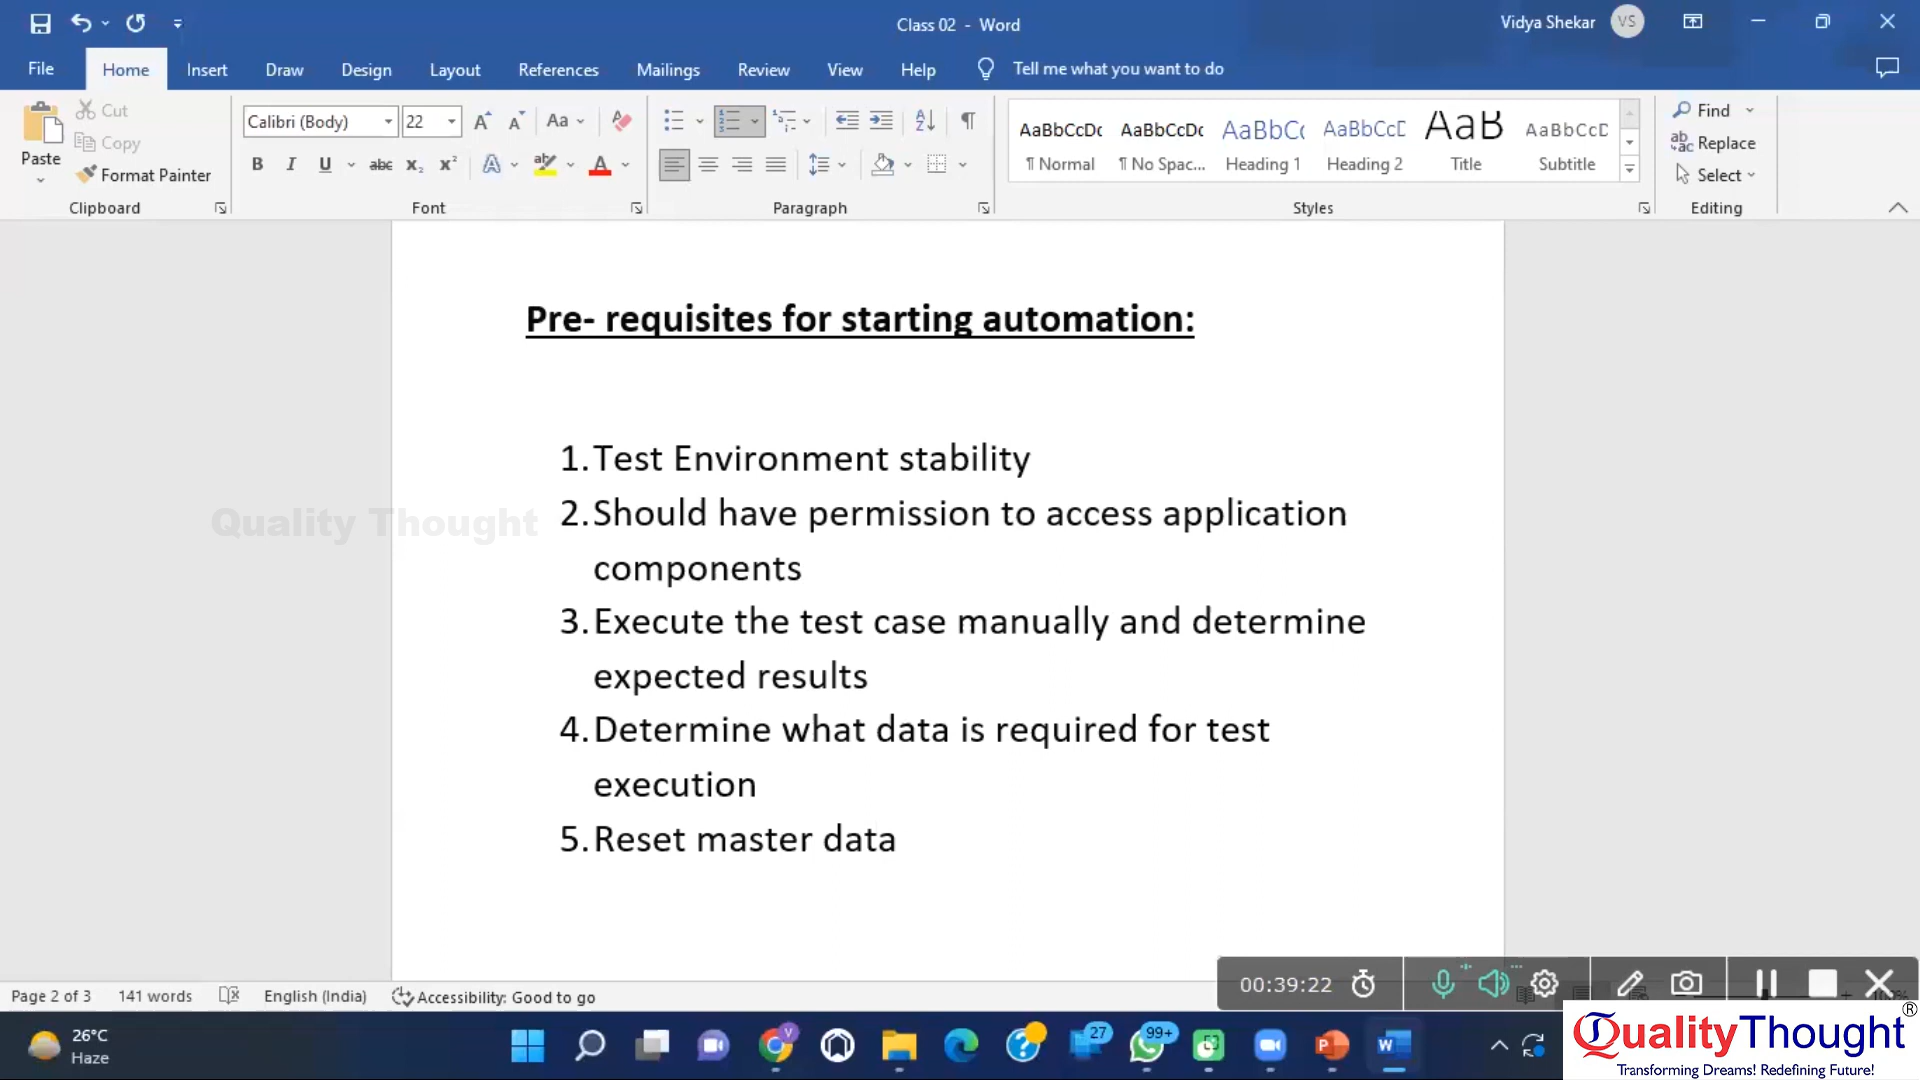 Class 02 - Word
Vidya Shekar
VS
File
Home
Insert
Draw
Design
Layout
References
Mailings
Review
View
Help
Tell me what you want to do
Paste
Cut
Copy
Format Painter
Clipboard
Calibri (Body)
22
Font
Paragraph
AaBbCcDc
¶ Normal
AaBbCcDc
¶ No Spac...
AaBbCc
Heading 1
AaBbCcD
Heading 2
AaB
Title
AaBbCcD
Subtitle
Styles
Find
Replace
Select
Editing
Pre- requisites for starting automation:
1. Test Environment stability
2. Should have permission to access application
components
3. Execute the test case manually and determine
expected results
4. Determine what data is required for test
execution
5. Reset master data
Quality Thought
00:39:22
Page 2 of 3
141 words
English (India)
Accessibility: Good to go
26°C
Haze
27
99+
QualityThought®
Transforming Dreams! Redefining Future!